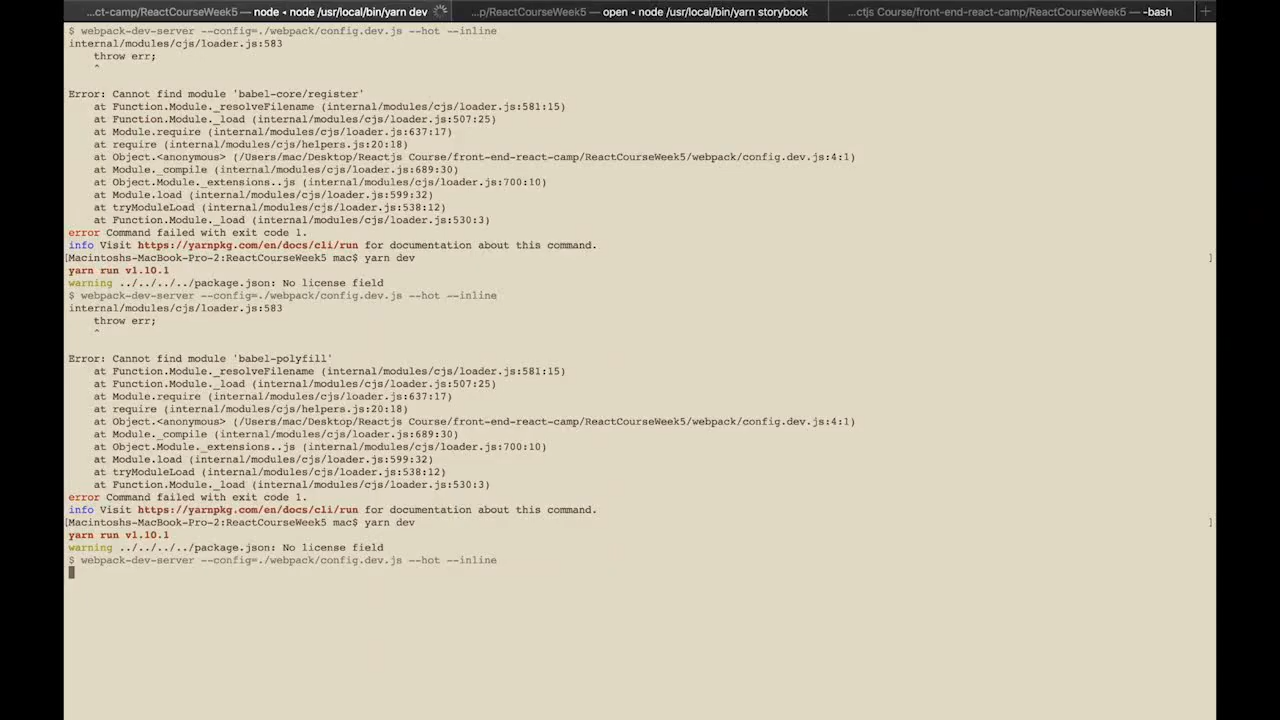 ...ct-camp/ReactCourseWeek5 — node ◂ node /usr/local/bin/yarn dev
...p/ReactCourseWeek5 — open ◂ node /usr/local/bin/yarn storybook
...ctjs Course/front-end-react-camp/ReactCourseWeek5 — -bash
+
$ webpack-dev-server --config=./webpack/config.dev.js --hot --inline
internal/modules/cjs/loader.js:583
    throw err;
    ^
Error: Cannot find module 'babel-core/register'
    at Function.Module._resolveFilename (internal/modules/cjs/loader.js:581:15)
    at Function.Module._load (internal/modules/cjs/loader.js:507:25)
    at Module.require (internal/modules/cjs/loader.js:637:17)
    at require (internal/modules/cjs/helpers.js:20:18)
    at Object.<anonymous> (/Users/mac/Desktop/Reactjs Course/front-end-react-camp/ReactCourseWeek5/webpack/config.dev.js:4:1)
    at Module._compile (internal/modules/cjs/loader.js:689:30)
    at Object.Module._extensions..js (internal/modules/cjs/loader.js:700:10)
    at Module.load (internal/modules/cjs/loader.js:599:32)
    at tryModuleLoad (internal/modules/cjs/loader.js:538:12)
    at Function.Module._load (internal/modules/cjs/loader.js:530:3)
error Command failed with exit code 1.
info Visit https://yarnpkg.com/en/docs/cli/run for documentation about this command.
[Macintoshs-MacBook-Pro-2:ReactCourseWeek5 mac$ yarn dev ]
yarn run v1.10.1
warning ../../../../package.json: No license field
$ webpack-dev-server --config=./webpack/config.dev.js --hot --inline
internal/modules/cjs/loader.js:583
    throw err;
    ^
Error: Cannot find module 'babel-polyfill'
    at Function.Module._resolveFilename (internal/modules/cjs/loader.js:581:15)
    at Function.Module._load (internal/modules/cjs/loader.js:507:25)
    at Module.require (internal/modules/cjs/loader.js:637:17)
    at require (internal/modules/cjs/helpers.js:20:18)
    at Object.<anonymous> (/Users/mac/Desktop/Reactjs Course/front-end-react-camp/ReactCourseWeek5/webpack/config.dev.js:4:1)
    at Module._compile (internal/modules/cjs/loader.js:689:30)
    at Object.Module._extensions..js (internal/modules/cjs/loader.js:700:10)
    at Module.load (internal/modules/cjs/loader.js:599:32)
    at tryModuleLoad (internal/modules/cjs/loader.js:538:12)
    at Function.Module._load (internal/modules/cjs/loader.js:530:3)
error Command failed with exit code 1.
info Visit https://yarnpkg.com/en/docs/cli/run for documentation about this command.
[Macintoshs-MacBook-Pro-2:ReactCourseWeek5 mac$ yarn dev ]
yarn run v1.10.1
warning ../../../../package.json: No license field
$ webpack-dev-server --config=./webpack/config.dev.js --hot --inline